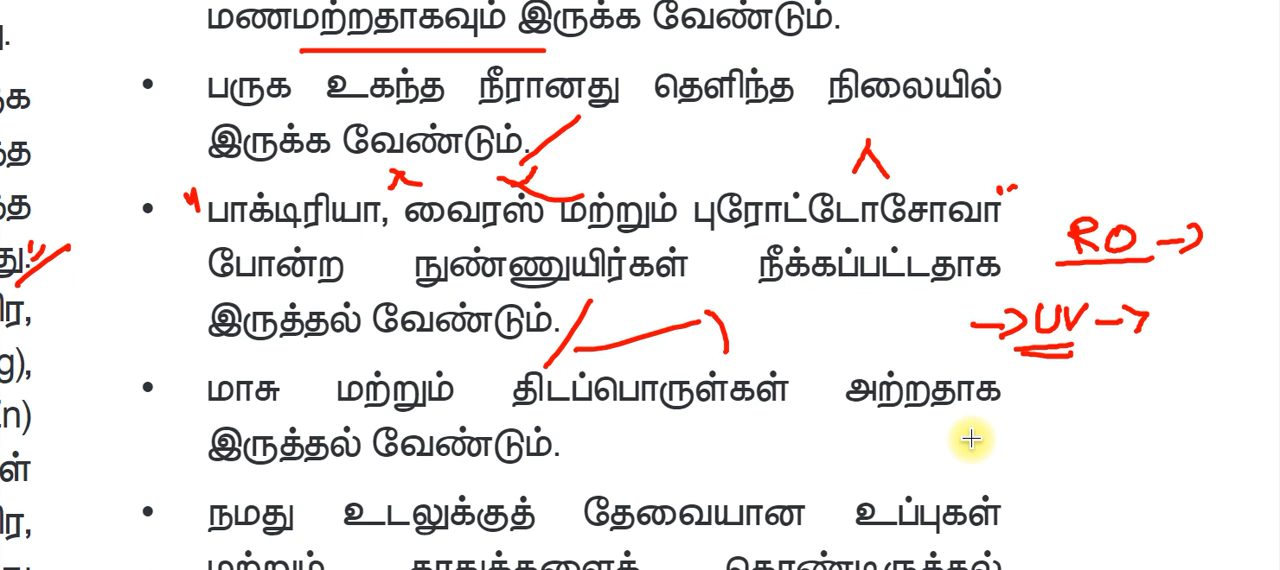 மணமற்றதாகவும் இருக்க வேண்டும்.
• பருக உகந்த நீரானது தெளிந்த நிலையில்
இருக்க வேண்டும்.
• "பாக்டிரியா, வைரஸ் மற்றும் புரோட்டோசோவா"
போன்ற நுண்ணுயிர்கள் நீக்கப்பட்டதாக
இருத்தல் வேண்டும்.
• மாசு மற்றும் திடப்பொருள்கள் அற்றதாக
இருத்தல் வேண்டும்.
• நமது உடலுக்குத் தேவையான உப்புகள்
RO →
→ UV →